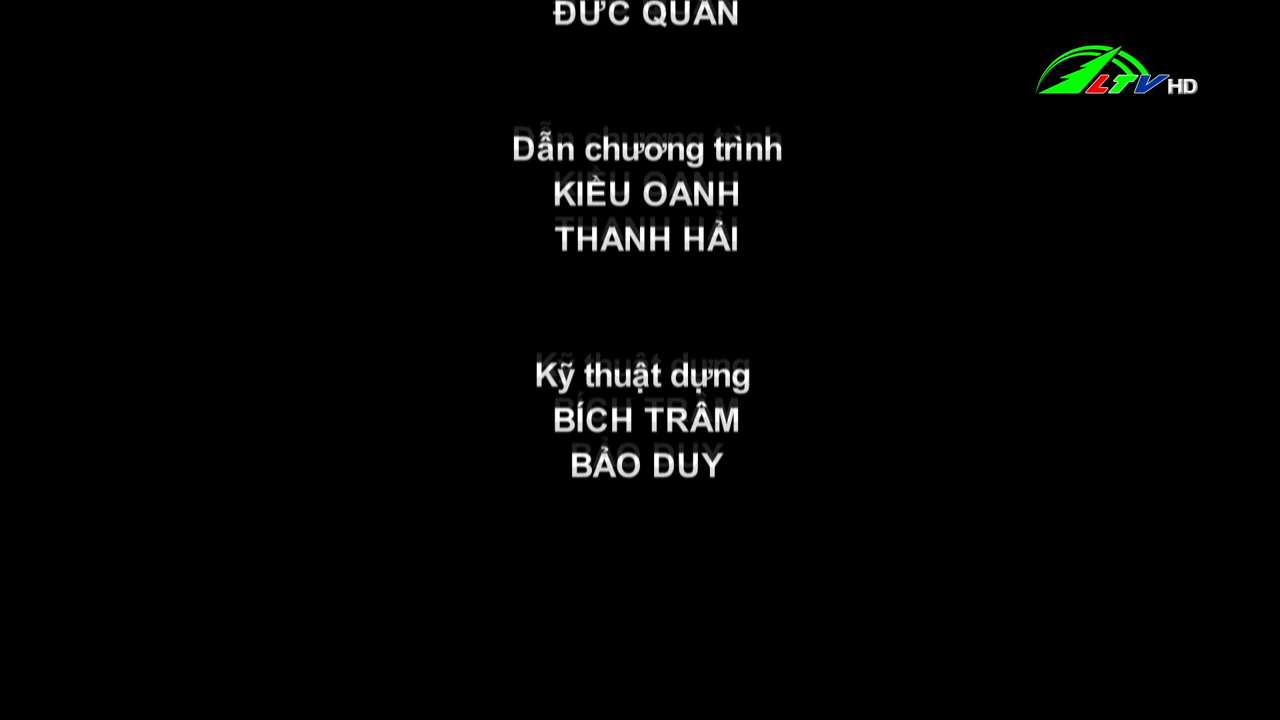 ĐỨC QUÂN
LTV HD
Dẫn chương trình
KIỀU OANH
THANH HẢI
Kỹ thuật dựng
BÍCH TRÂM
BẢO DUY